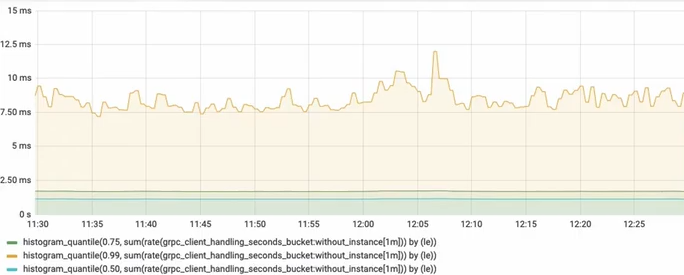 15 ms
12.5 ms
10 ms
7.50 ms
5 ms
2.50 ms
0 s
11:30 11:35 11:40 11:45 11:50 11:55 12:00 12:05 12:10 12:15 12:20 12:25
histogram_quantile(0.75, sum(rate(grpc_client_handling_seconds_bucket:without_instance[1m])) by (le))
histogram_quantile(0.99, sum(rate(grpc_client_handling_seconds_bucket:without_instance[1m])) by (le))
histogram_quantile(0.50, sum(rate(grpc_client_handling_seconds_bucket:without_instance[1m])) by (le))